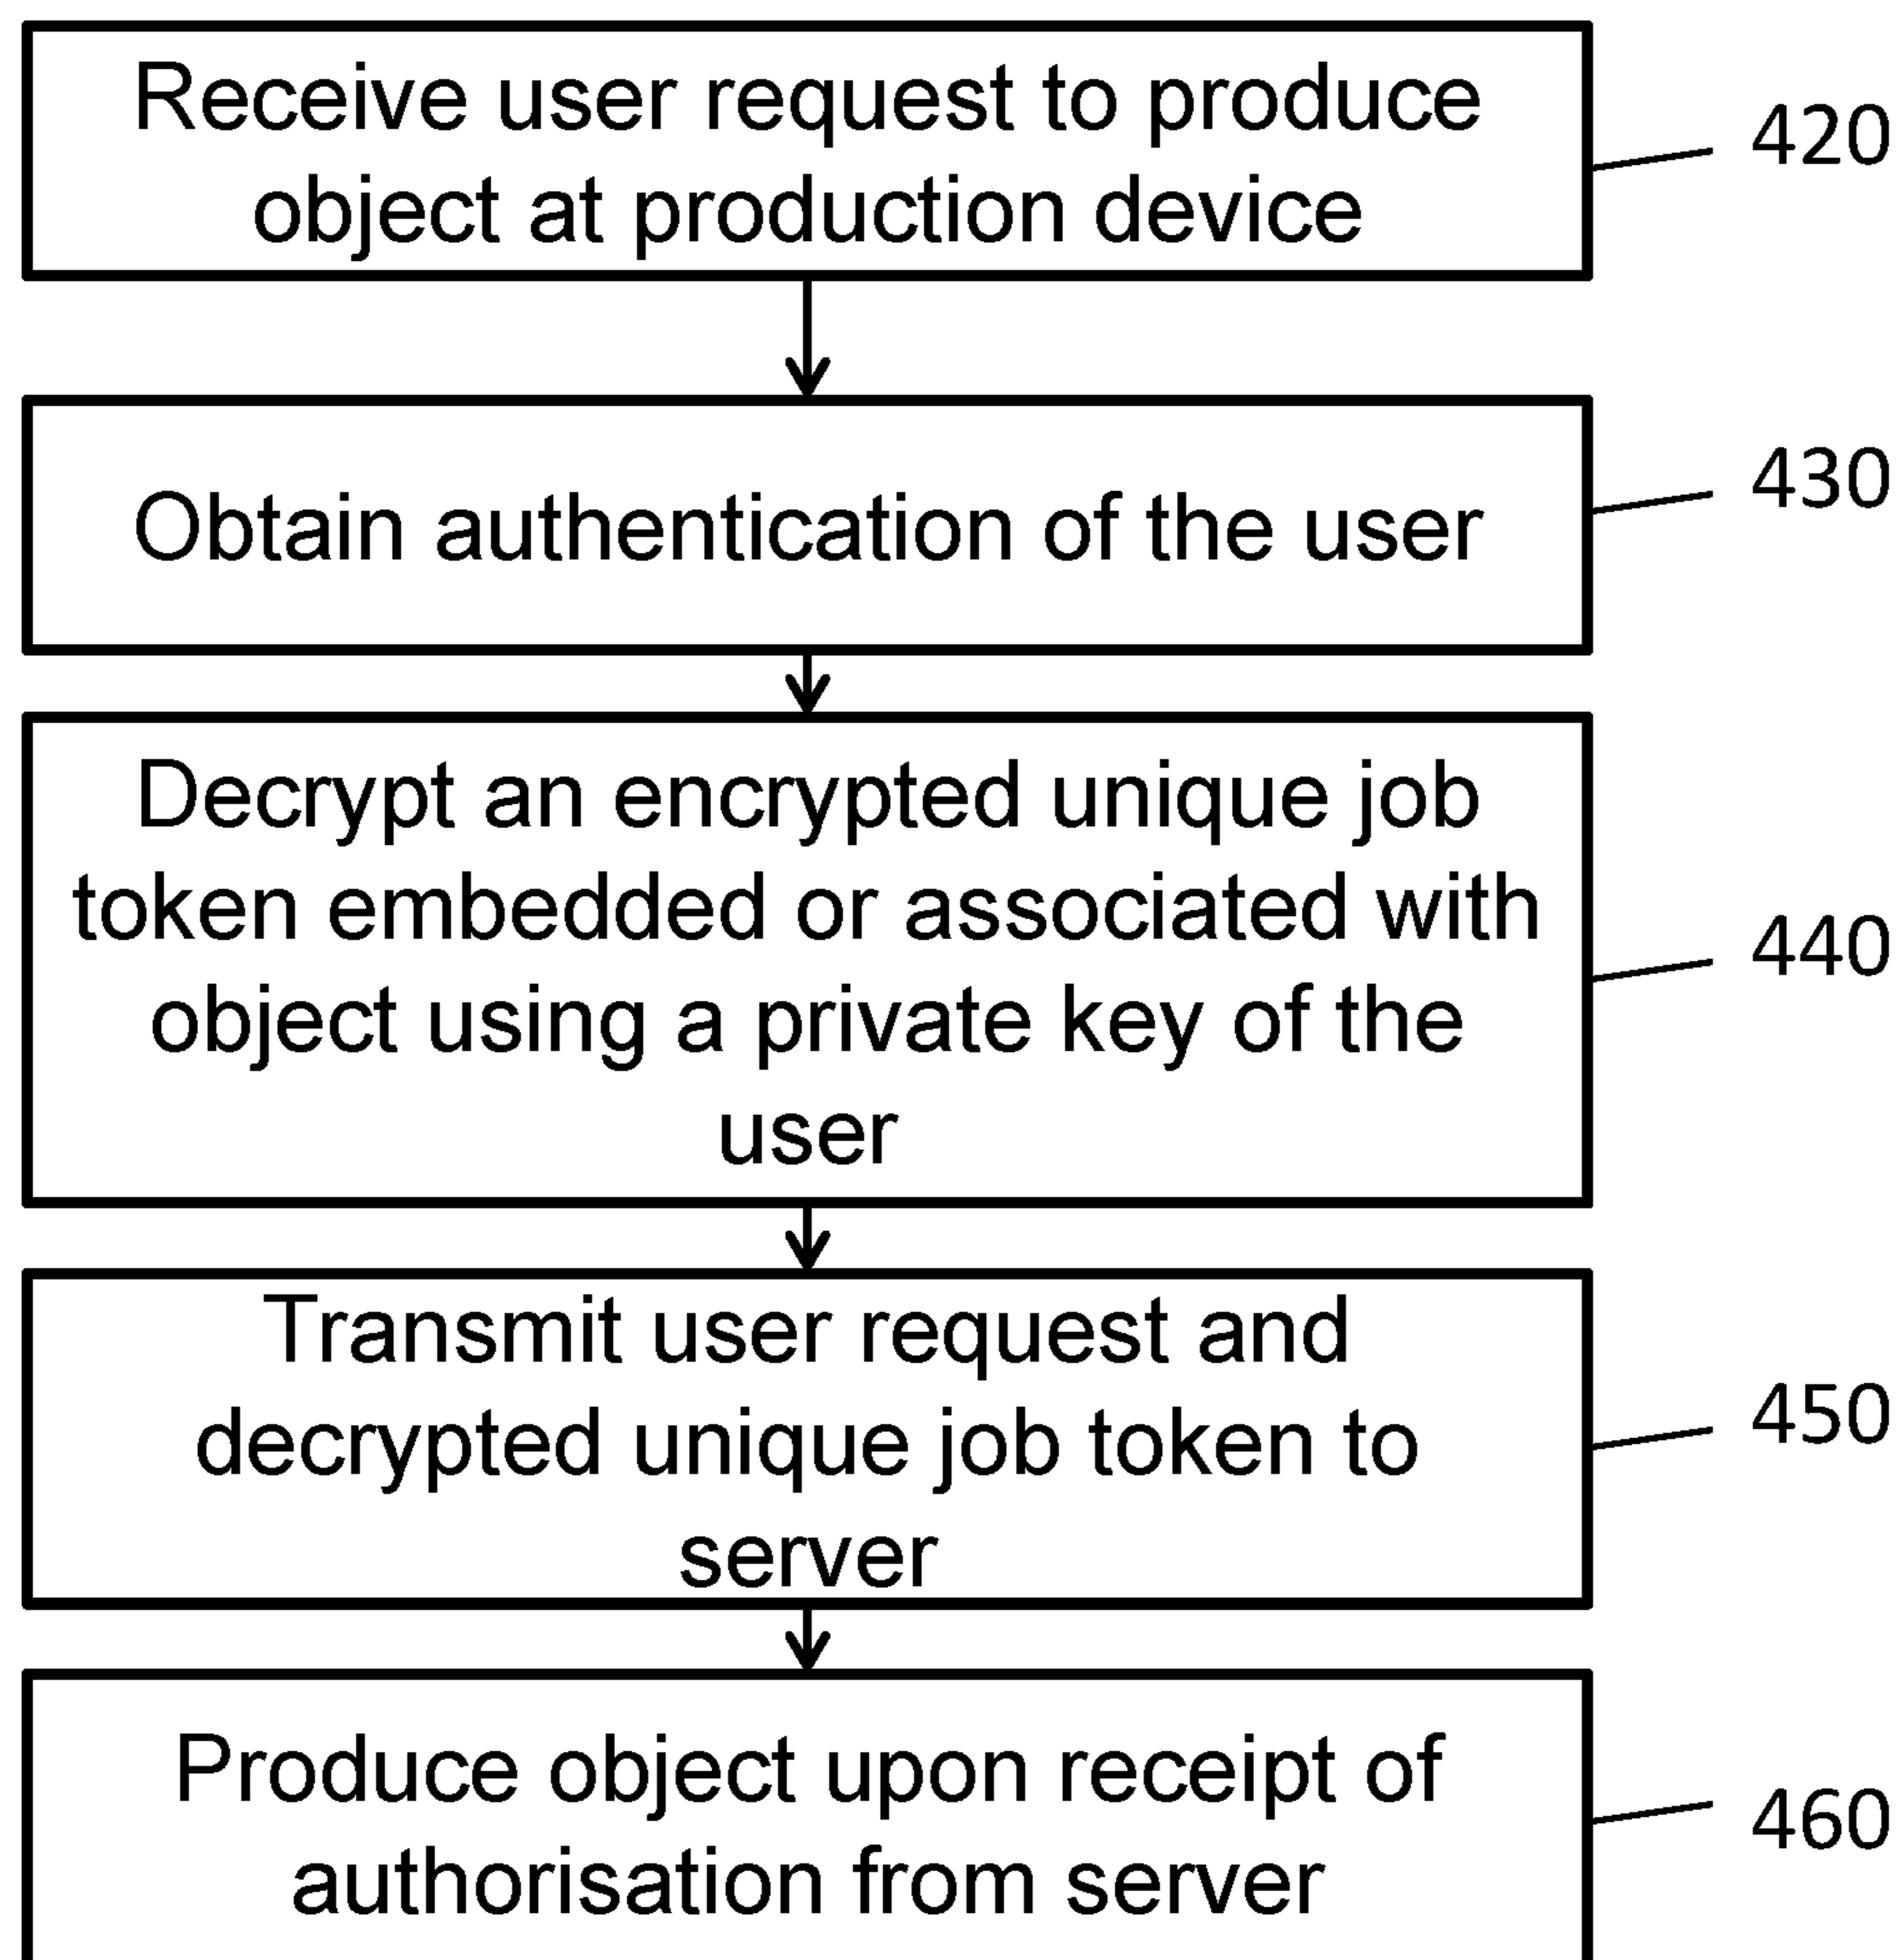 Receive user request to produce
object at production device
420
Obtain authentication of the user
430
Decrypt an encrypted unique job
token embedded or associated with
object using a private key of the
user
440
Transmit user request and
decrypted unique job token to
server
450
Produce object upon receipt of
authorisation from server
460